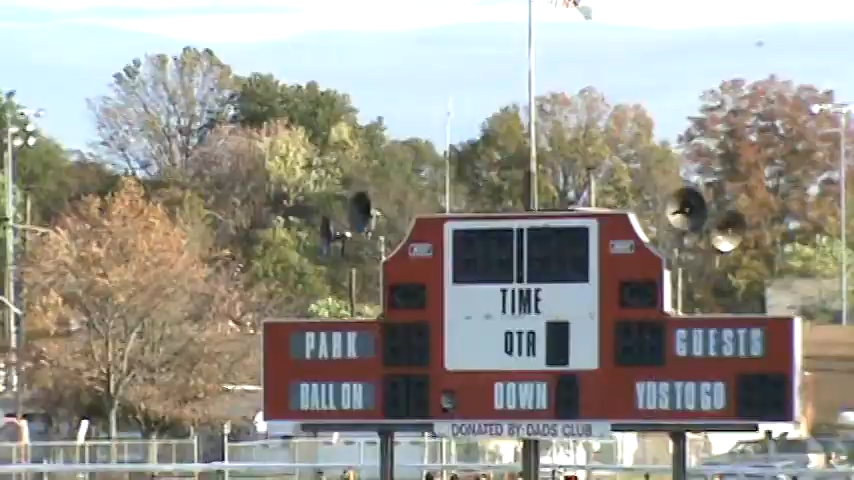 TIME
QTR
PARK
GUESTS
BALL ON
DOWN
YDS TO GO
DONATED BY: DADS CLUB